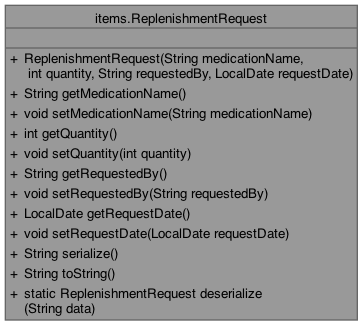 items.ReplenishmentRequest
+ ReplenishmentRequest(String medicationName,
int quantity, String requestedBy, LocalDate requestDate)
+ String getMedicationName()
+ void setMedicationName(String medicationName)
+ int getQuantity()
+ void setQuantity(int quantity)
+ String getRequestedBy()
+ void setRequestedBy(String requestedBy)
+ LocalDate getRequestDate()
+ void setRequestDate(LocalDate requestDate)
+ String serialize()
+ String toString()
+ static ReplenishmentRequest deserialize
(String data)